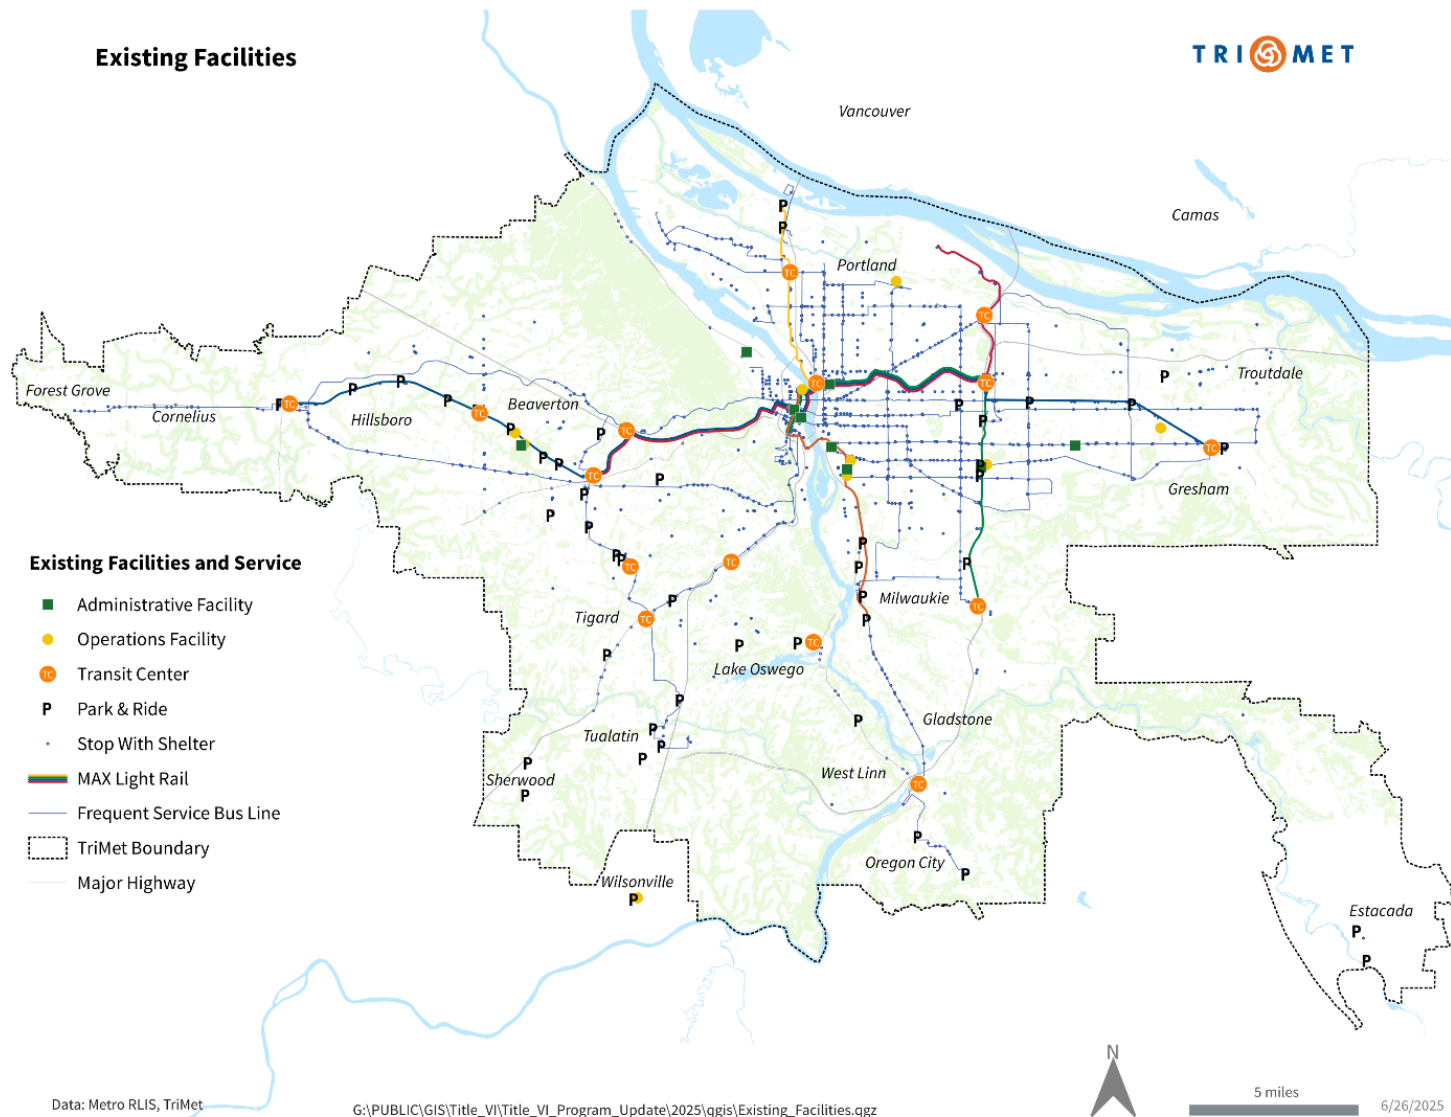 Existing Facilities
TRI MET
Vancouver
Camas
Portland
Troutdale
Forest Grove
Cornelius
Hillsboro
Beaverton
Gresham
Milwaukie
Tigard
Lake Oswego
Gladstone
Tualatin
West Linn
Sherwood
Oregon City
Wilsonville
Estacada
Existing Facilities and Service
Administrative Facility
Operations Facility
TC Transit Center
P Park & Ride
Stop With Shelter
MAX Light Rail
Frequent Service Bus Line
TriMet Boundary
Major Highway
N
5 miles
Data: Metro RLIS, TriMet
G:\PUBLIC\GIS\Title_VI\Title_VI_Program_Update\2025\qgis\Existing_Facilities.qgz
6/26/2025